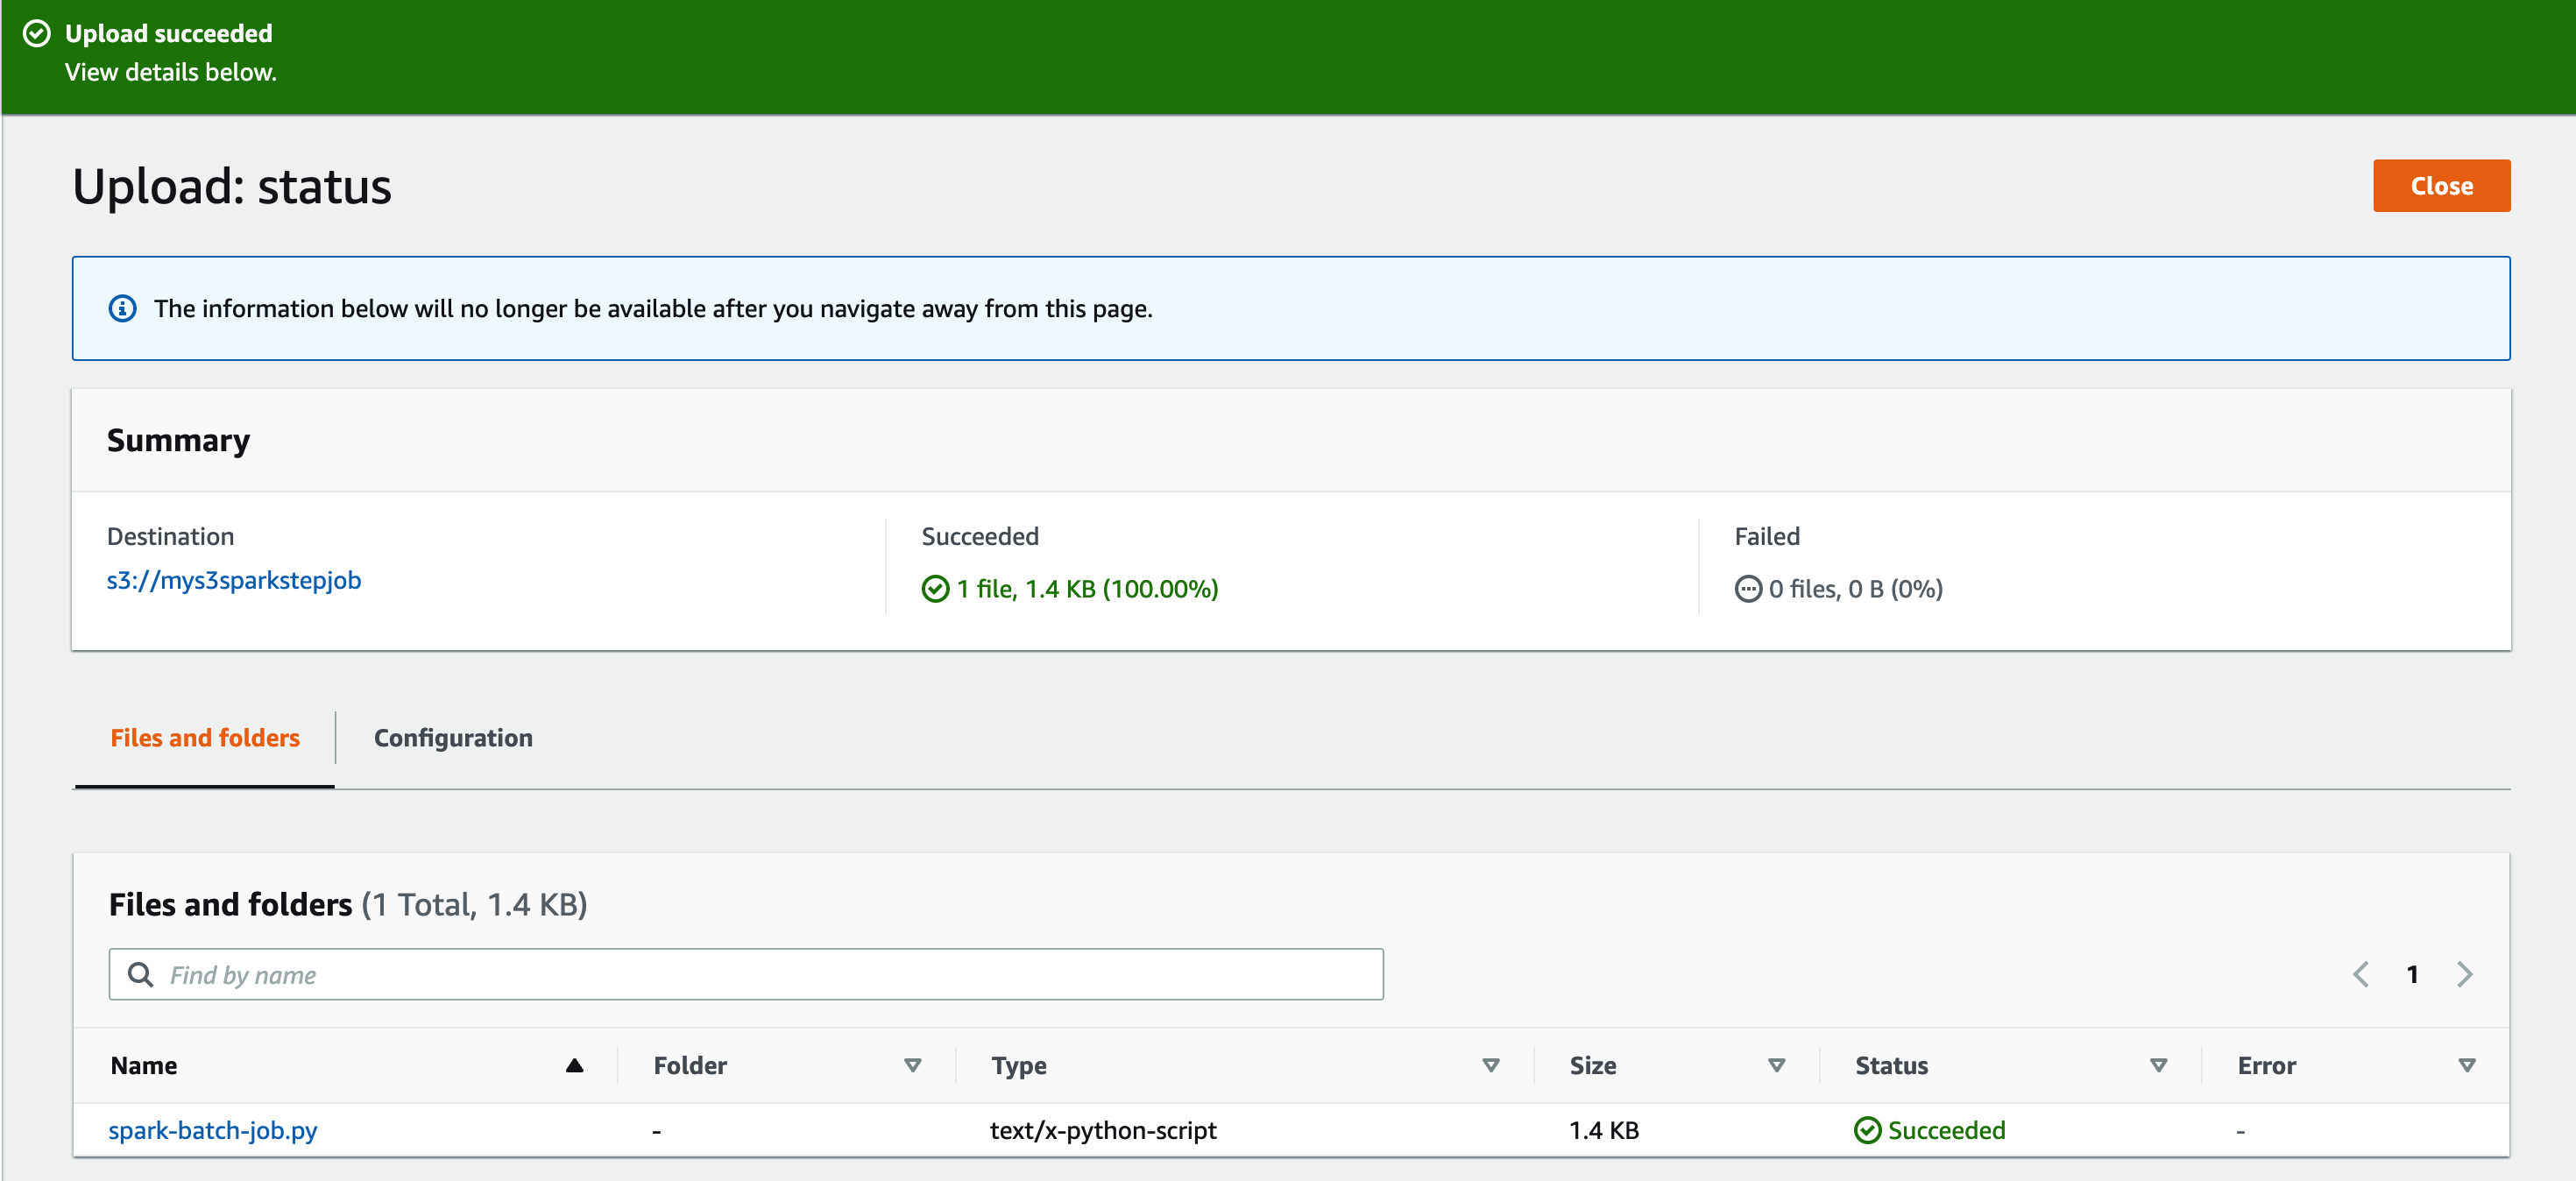 Upload succeeded
View details below.
Upload: status
Close
The information below will no longer be available after you navigate away from this page.
Summary
Destination
s3://mys3sparkstepjob
Succeeded
1 file, 1.4 KB (100.00%)
Failed
0 files, 0 B (0%)
Files and folders
Configuration
Files and folders (1 Total, 1.4 KB)
Find by name
1
Name Folder Type Size Status Error
spark-batch-job.py - text/x-python-script 1.4 KB Succeeded -